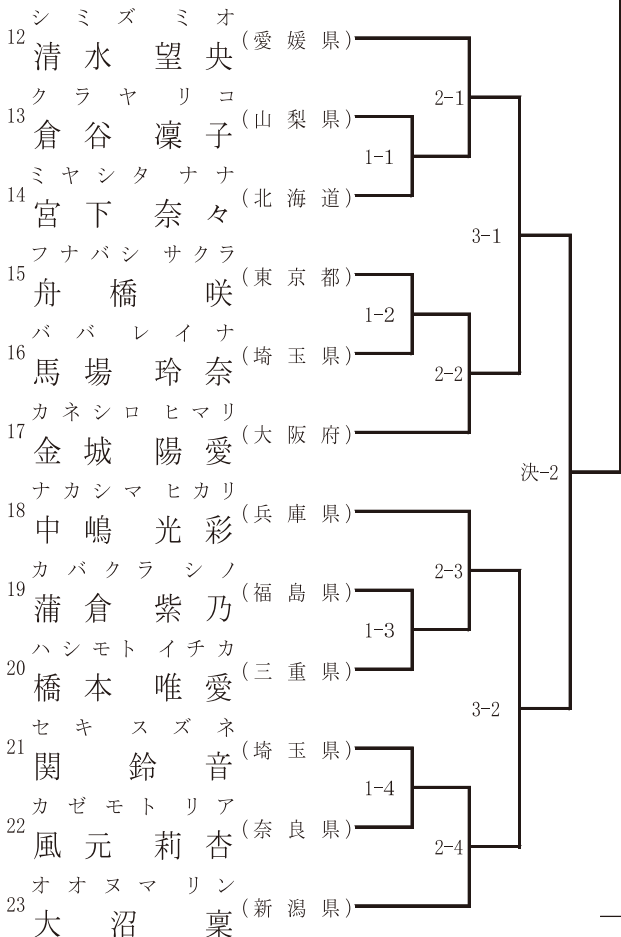 シミズ ミオ
12 清水 望央 (愛媛県)
クラヤ リコ
13 倉谷 凜子 (山梨県)
ミヤシタ ナナ
14 宮下 奈々 (北海道)
フナバシ サクラ
15 舟橋 咲 (東京都)
ババ レイナ
16 馬場 玲奈 (埼玉県)
カネシロ ヒマリ
17 金城 陽愛 (大阪府)
ナカシマ ヒカリ
18 中嶋 光彩 (兵庫県)
カバクラ シノ
19 蒲倉 紫乃 (福島県)
ハシモト イチカ
20 橋本 唯愛 (三重県)
セキ スズネ
21 関 鈴音 (埼玉県)
カゼモト リア
22 風元 莉杏 (奈良県)
オオヌマ リン
23 大沼 稟 (新潟県)
1-1
1-2
1-3
1-4
2-1
2-2
2-3
2-4
3-1
3-2
決-2